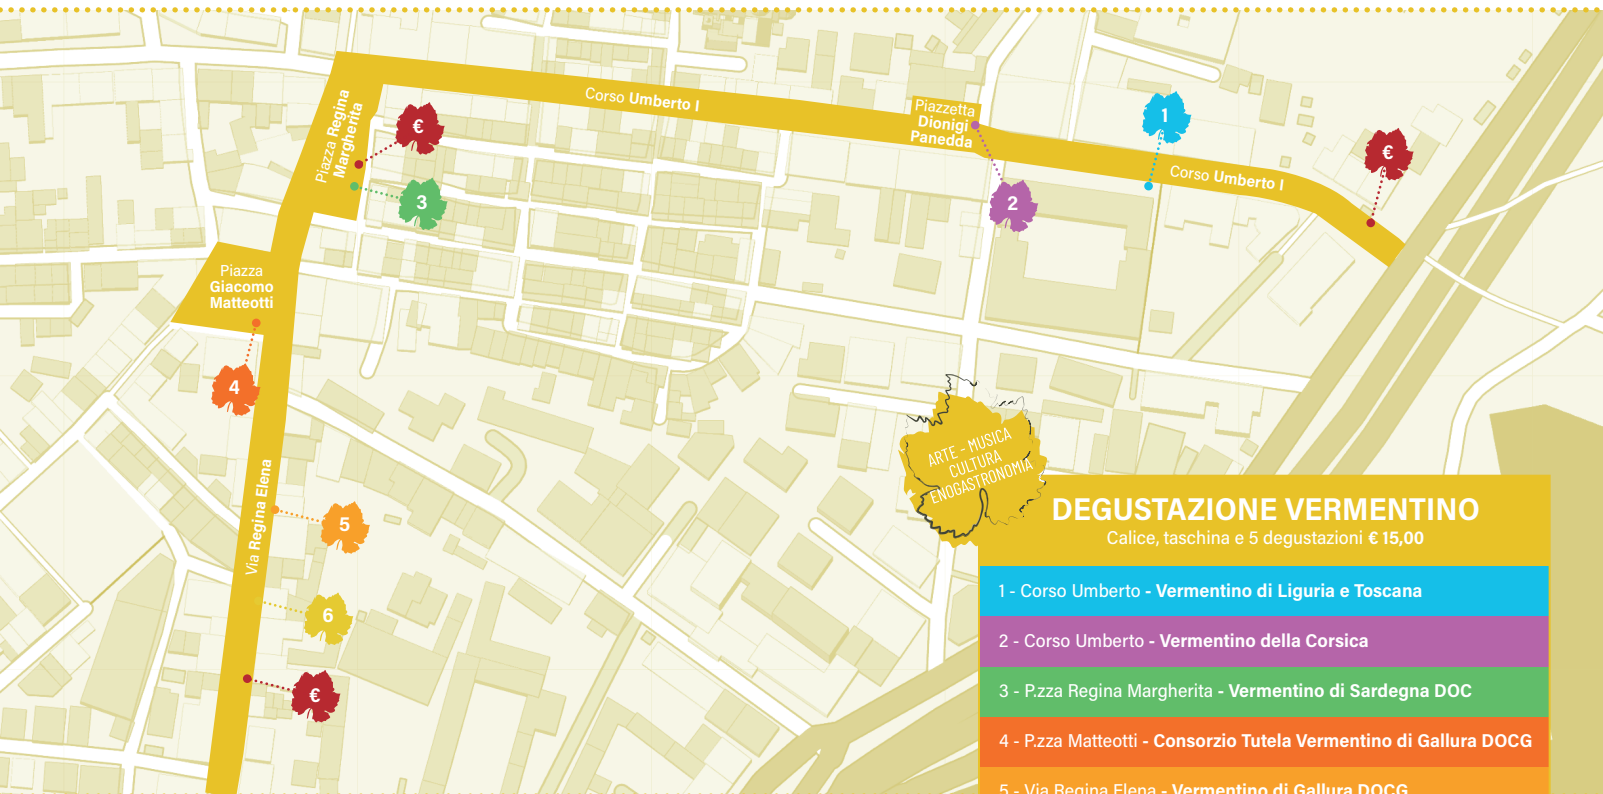 Corso Umberto I
Piazza Regina
Margherita
€
3
Piazzetta
Dionigi
Panedda
1
2
Corso Umberto I
€
Piazza
Giacomo
Matteotti
4
Via Regina Elena
5
6
€
ARTE - MUSICA
CULTURA
ENOGASTRONOMIA
DEGUSTAZIONE VERMENTINO
Calice, taschina e 5 degustazioni € 15,00
1 - Corso Umberto - Vermentino di Liguria e Toscana
2 - Corso Umberto - Vermentino della Corsica
3 - P.zza Regina Margherita - Vermentino di Sardegna DOC
4 - P.zza Matteotti - Consorzio Tutela Vermentino di Gallura DOCG
5 - Via Regina Elena - Vermentino di Gallura DOCG